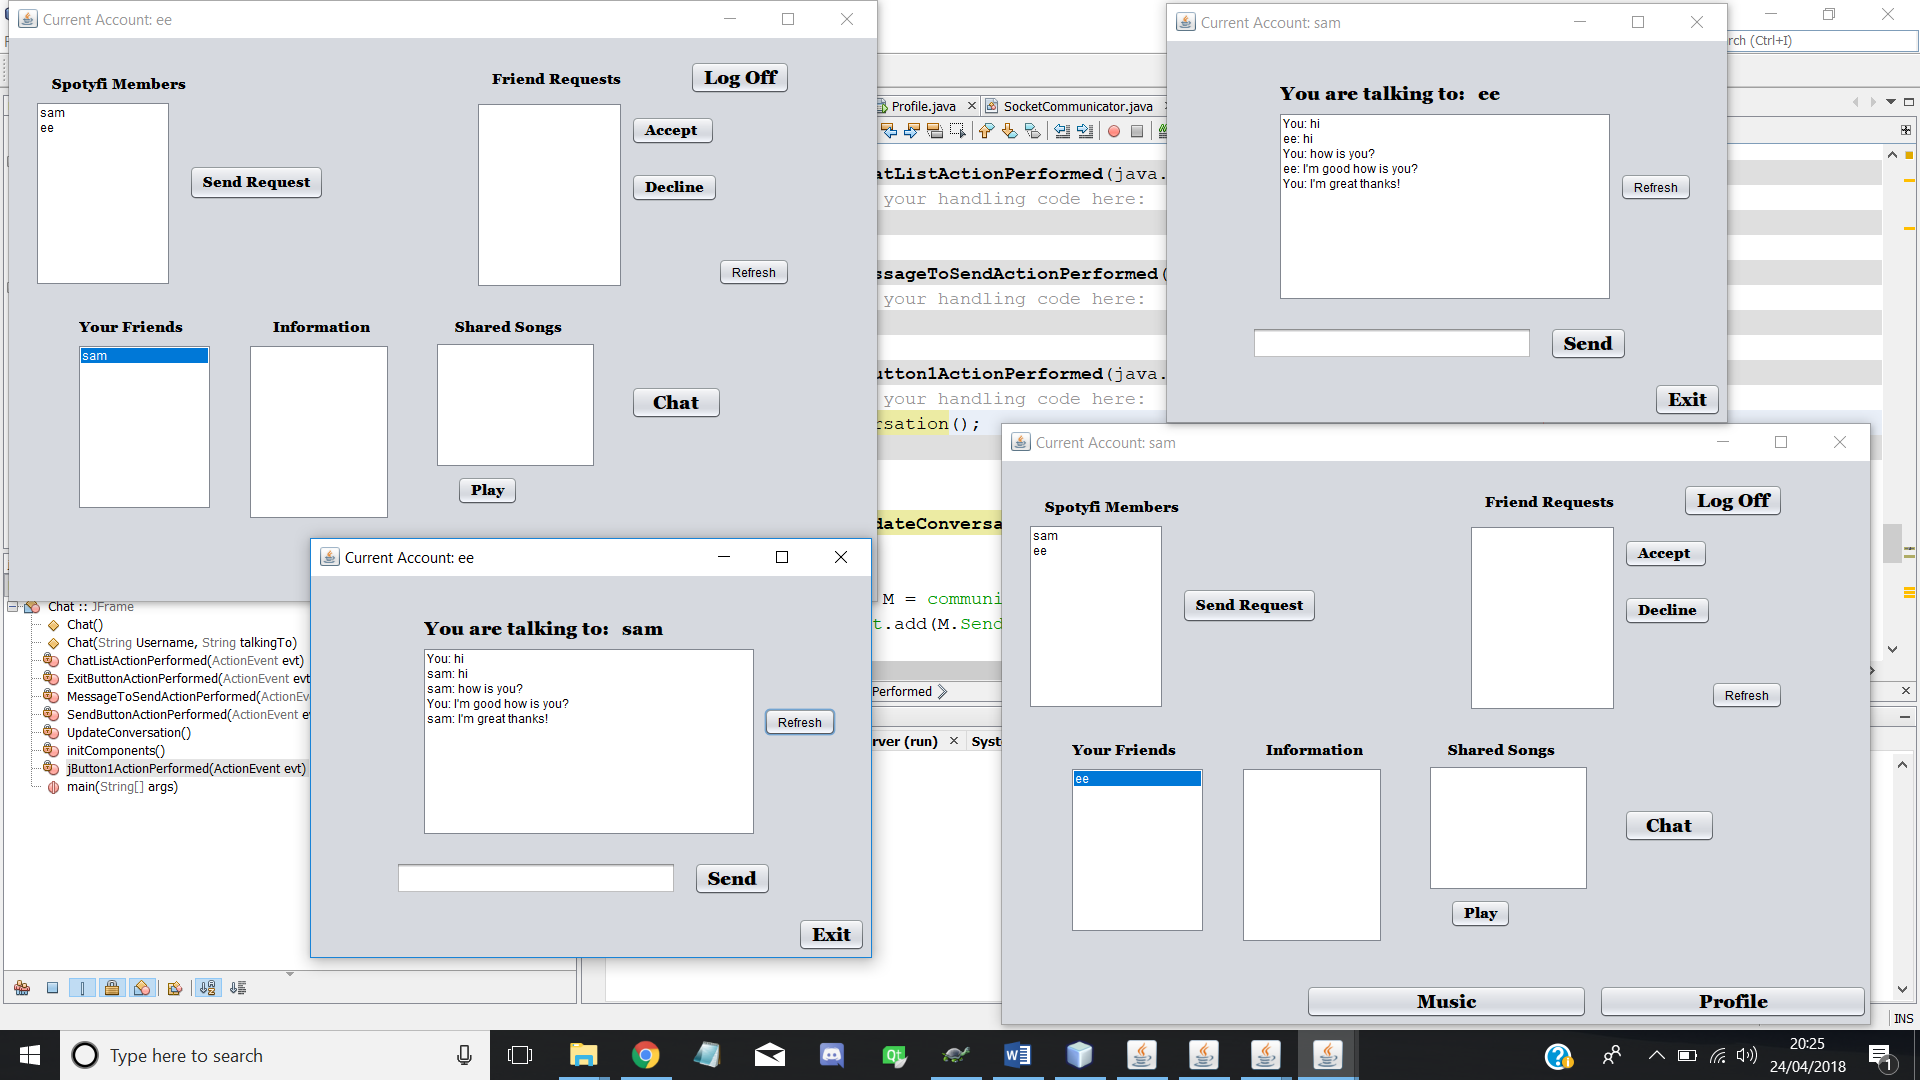 Current Account: ee
Spotyfi Members
sam
ee
Send Request
Friend Requests
Log Off
Accept
Decline
Refresh
Your Friends
sam
Information
Shared Songs
Chat
Play
Current Account: sam
You are talking to: ee
You: hi
ee: hi
You: how is you?
ee: I'm good how is you?
You: I'm great thanks!
Refresh
Send
Exit
rch (Ctrl+I)
Profile.java
SocketCommunicator.java
atListActionPerformed(java.
your handling code here:
ssageToSendActionPerformed(
your handling code here:
utton1ActionPerformed(java.
your handling code here:
rsation();
dateConversa
M = communi
t.add(M.Send
Performed
rver (run)
Syst
Current Account: ee
You are talking to: sam
You: hi
sam: hi
sam: how is you?
You: I'm good how is you?
sam: I'm great thanks!
Refresh
Send
Exit
Current Account: sam
Spotyfi Members
sam
ee
Send Request
Friend Requests
Log Off
Accept
Decline
Refresh
Your Friends
ee
Information
Shared Songs
Chat
Play
Music
Profile
Chat :: JFrame
Chat()
Chat(String Username, String talkingTo)
ChatListActionPerformed(ActionEvent evt)
ExitButtonActionPerformed(ActionEvent evt
MessageToSendActionPerformed(ActionEv
SendButtonActionPerformed(ActionEvent ev
UpdateConversation()
initComponents()
jButton1ActionPerformed(ActionEvent evt)
main(String[] args)
INS
Type here to search
20:25
24/04/2018
1